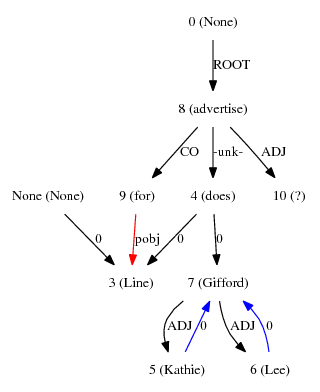 0 (None)
ROOT
8 (advertise)
CO -unk- ADJ
None (None) 9 (for) 4 (does) 10 (?)
0 pobj 0 0
3 (Line) 7 (Gifford)
ADJ 0 ADJ 0
5 (Kathie) 6 (Lee)